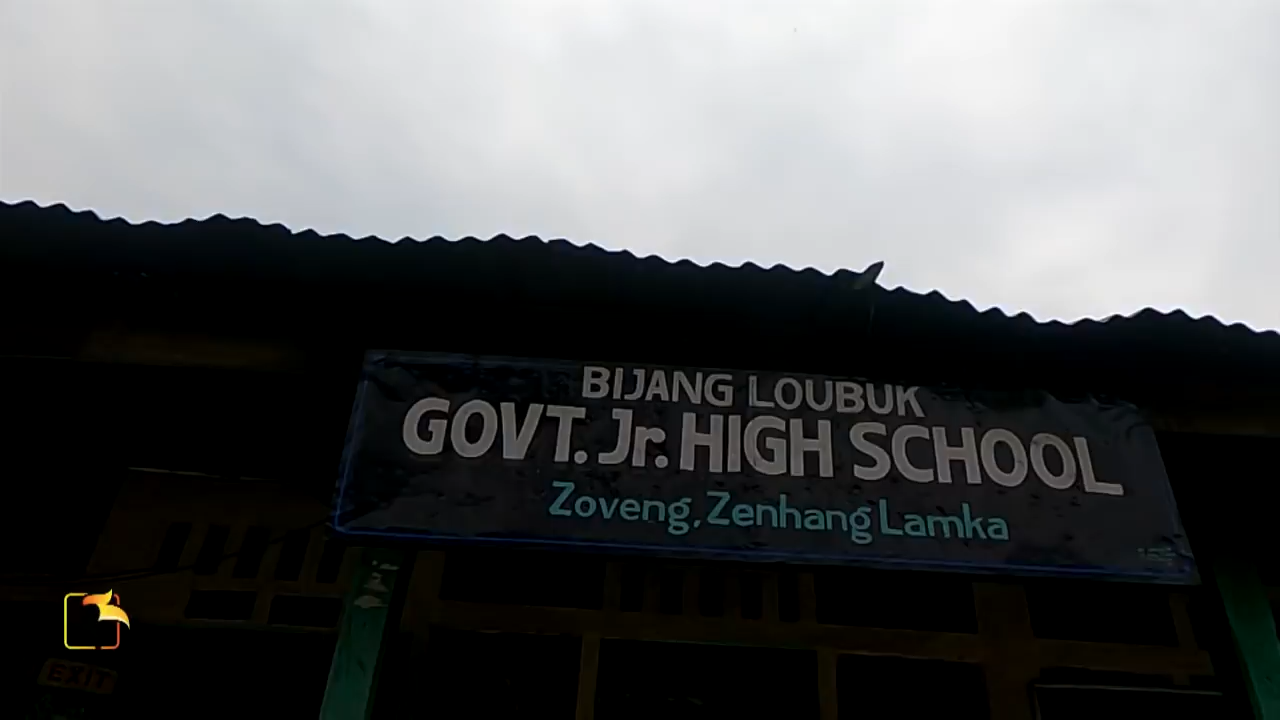 BIJANG LOUBUK
GOVT. Jr. HIGH SCHOOL
Zoveng, Zenhang Lamka
EXIT